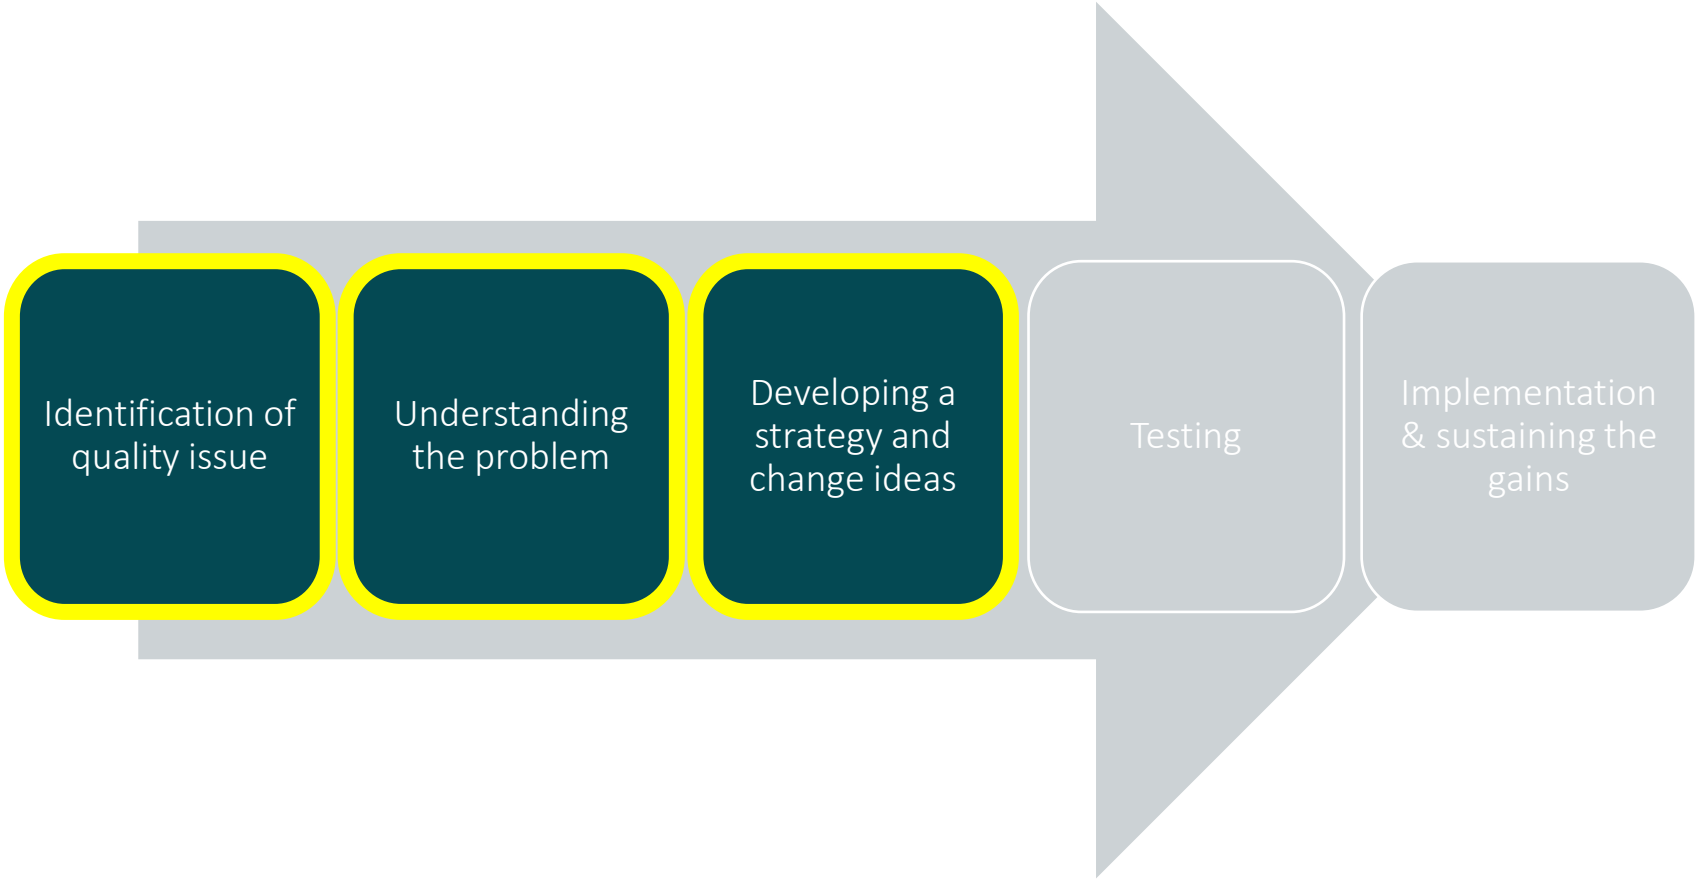 Identification of
quality issue
Understanding
the problem
Developing a
strategy and
change ideas
Testing
Implementation
& sustaining the
gains